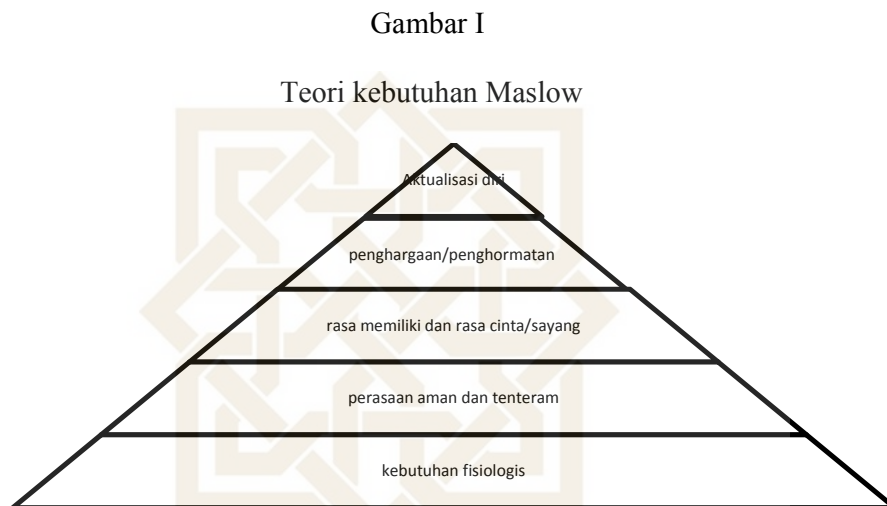 Gambar I
Teori kebutuhan Maslow
Aktualisasi diri
penghargaan/penghormatan
rasa memiliki dan rasa cinta/sayang
perasaan aman dan tenteram
kebutuhan fisiologis